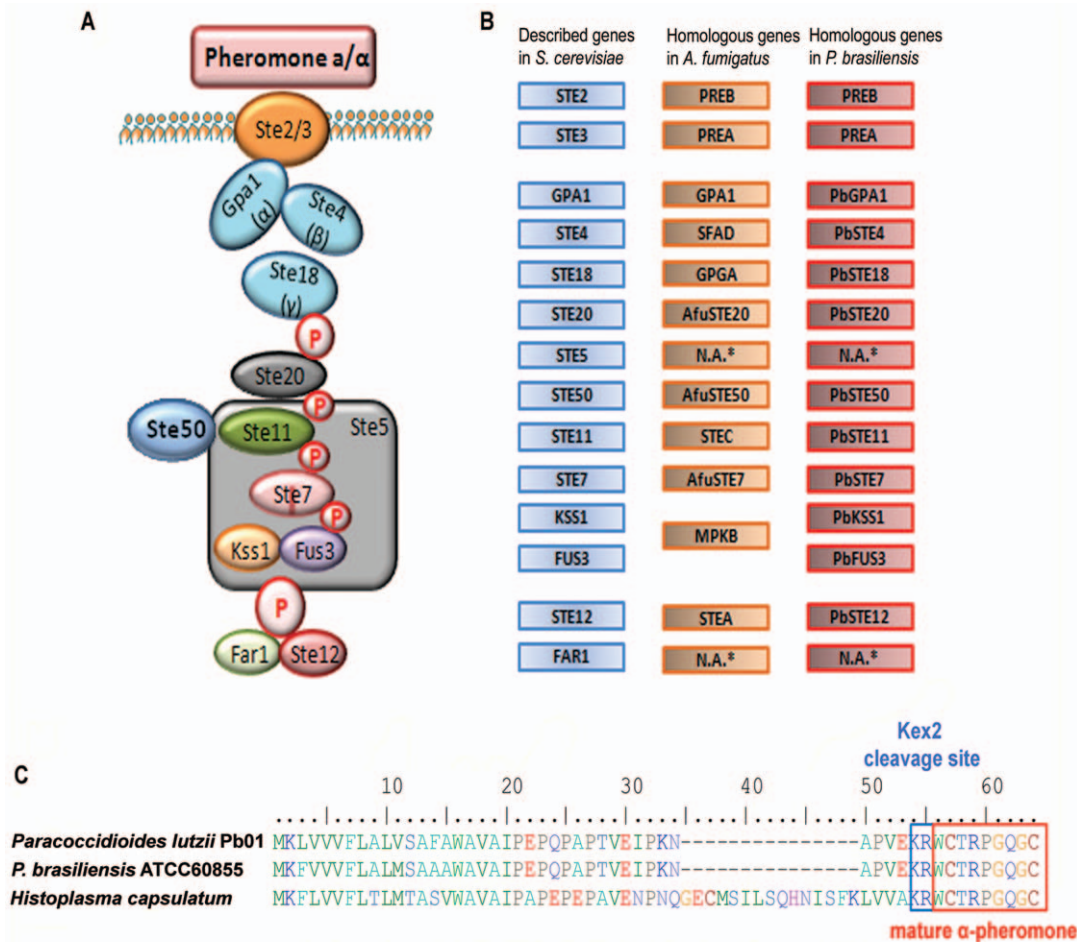 A
Pheromone a/α
Ste2/3
Gpa1
(α)
Ste4
(β)
Ste18
(γ)
P
Ste20
P
Ste50
Ste11
Ste5
P
Ste7
P
Kss1
Fus3
P
Far1
Ste12
B
Described genes
in S. cerevisiae
Homologous genes
in A. fumigatus
Homologous genes
in P. brasiliensis
STE2 PREB PREB
STE3 PREA PREA
GPA1 GPA1 PbGPA1
STE4 SFAD PbSTE4
STE18 GPGA PbSTE18
STE20 AfuSTE20 PbSTE20
STE5 N.A.* N.A.*
STE50 AfuSTE50 PbSTE50
STE11 STEC PbSTE11
STE7 AfuSTE7 PbSTE7
KSS1 PbKSS1
MPKB
FUS3 PbFUS3
STE12 STEA PbSTE12
FAR1 N.A.* N.A.*
C
Kex2
cleavage site
10 20 30 40 50 60
Paracoccidioides lutzii Pb01 MKLVVVFLALVSAFAWAVAIPEPQPAPTVEIPKN---------------APVEKRWCTRPGQGC
P. brasiliensis ATCC60855 MKFVVVFLALMTASAWAVAIPEPQPAPTVEIPKN---------------APVEKRWCTRPGQGC
Histoplasma capsulatum MKFVVVFLTLMTASVWAVAIPAPEPEPAVENPNQGECMSILSQHNISFKLVVAKRWCTRPGQGC
mature α-pheromone